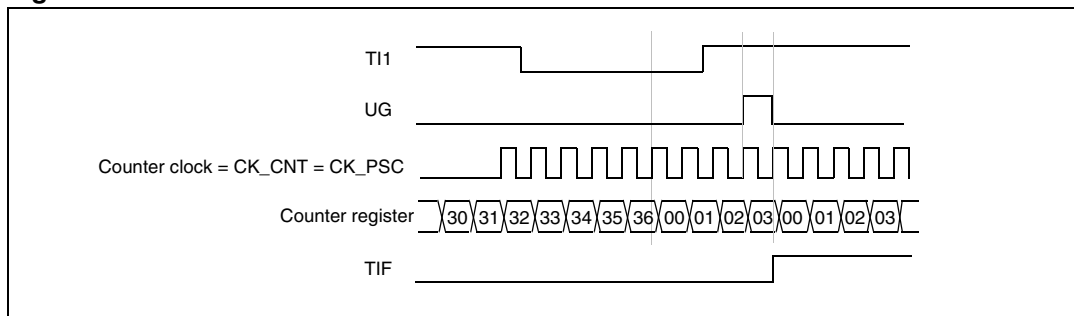 TI1
UG
Counter clock = CK_CNT = CK_PSC
Counter register 30 31 32 33 34 35 36 00 01 02 03 00 01 02 03
TIF